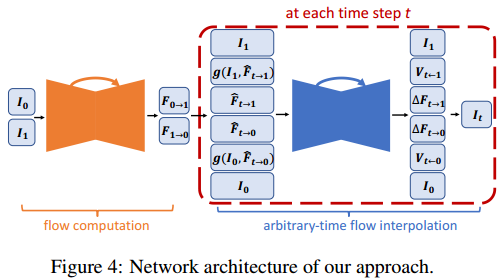 at each time step t
I₀
I₁
F₀→₁
F₁→₀
I₁
g(I₁, F̂ₜ→₁)
F̂ₜ→₁
F̂ₜ→₀
g(I₀, F̂ₜ→₀)
I₀
I₁
Vₜ←₁
ΔFₜ→₁
ΔFₜ→₀
Vₜ←₀
I₀
Iₜ
flow computation
arbitrary-time flow interpolation
Figure 4: Network architecture of our approach.